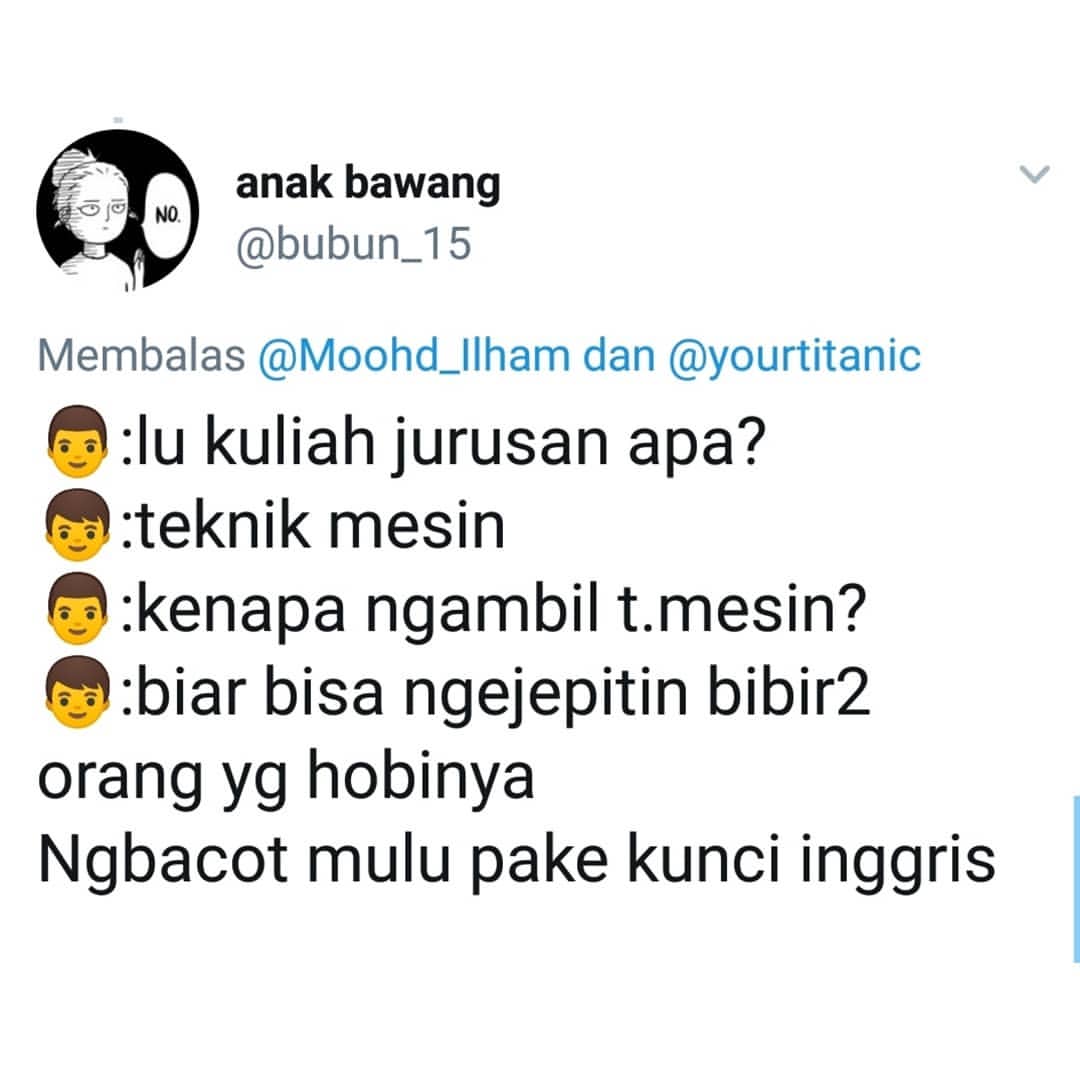 NO.
anak bawang
@bubun_15
Membalas @Moohd_Ilham dan @yourtitanic
👨:lu kuliah jurusan apa?
👦:teknik mesin
👨:kenapa ngambil t.mesin?
👦:biar bisa ngejepitin bibir2
orang yg hobinya
Ngbacot mulu pake kunci inggris